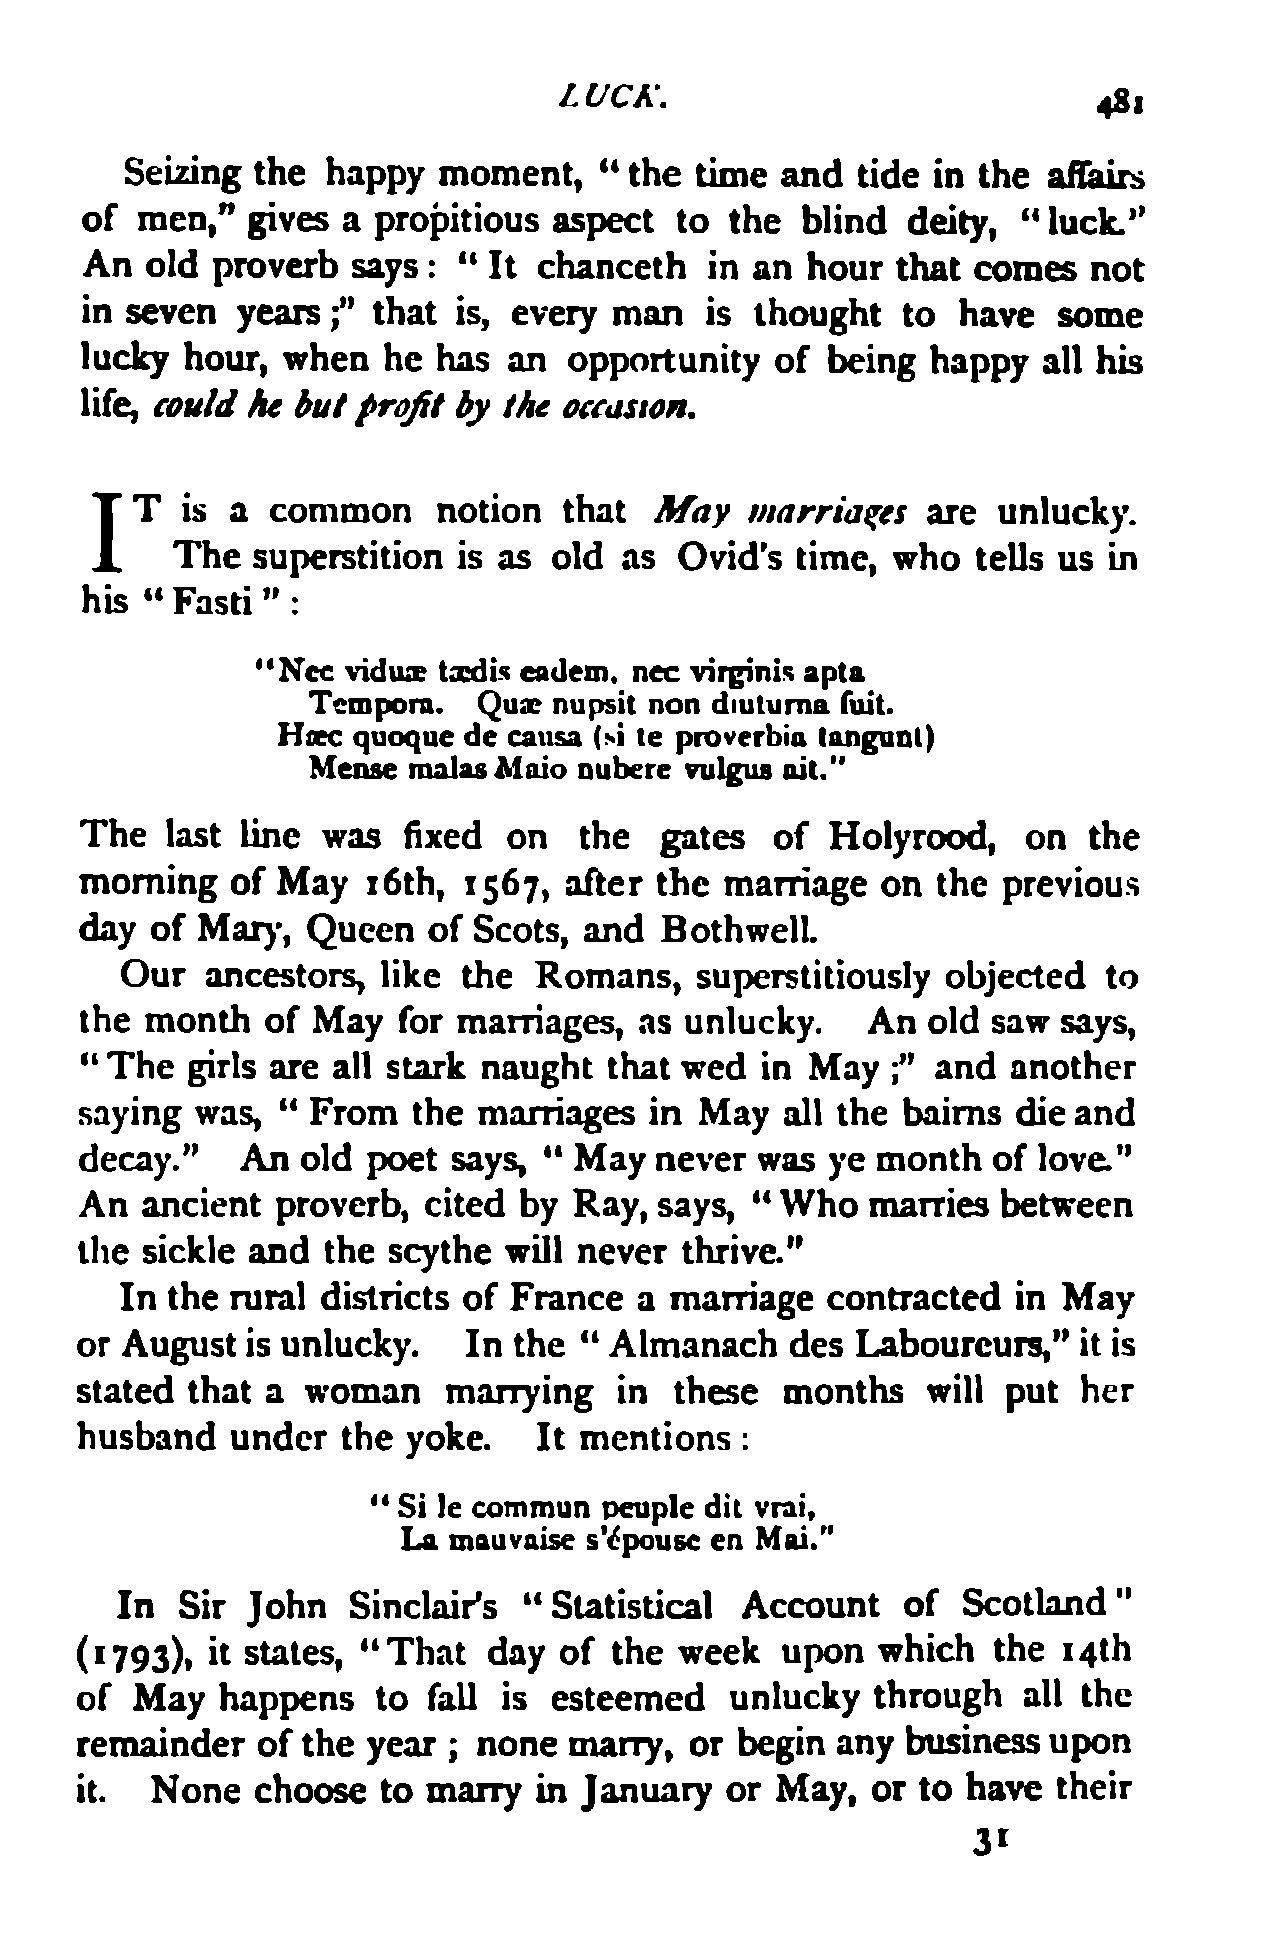 LUCK. 481
Seizing the happy moment, "the time and tide in the affairs
of men," gives a propitious aspect to the blind deity, "luck."
An old proverb says: "It chanceth in an hour that comes not
in seven years;" that is, every man is thought to have some
lucky hour, when he has an opportunity of being happy all his
life, could he but profit by the occasion.
IT is a common notion that May marriages are unlucky.
The superstition is as old as Ovid's time, who tells us in
his "Fasti":
"Nec viduæ tædis eadem, nec virginis apta
Tempora. Quæ nupsit non diuturna fuit.
Hæc quoque de causa (si te proverbia tangunt)
Mense malas Maio nubere vulgus ait."
The last line was fixed on the gates of Holyrood, on the
morning of May 16th, 1567, after the marriage on the previous
day of Mary, Queen of Scots, and Bothwell.
Our ancestors, like the Romans, superstitiously objected to
the month of May for marriages, as unlucky. An old saw says,
"The girls are all stark naught that wed in May;" and another
saying was, "From the marriages in May all the bairns die and
decay." An old poet says, "May never was ye month of love."
An ancient proverb, cited by Ray, says, "Who marries between
the sickle and the scythe will never thrive."
In the rural districts of France a marriage contracted in May
or August is unlucky. In the "Almanach des Laboureurs," it is
stated that a woman marrying in these months will put her
husband under the yoke. It mentions:
"Si le commun peuple dit vrai,
La mauvaise s'épouse en Mai."
In Sir John Sinclair's "Statistical Account of Scotland"
(1793), it states, "That day of the week upon which the 14th
of May happens to fall is esteemed unlucky through all the
remainder of the year; none marry, or begin any business upon
it. None choose to marry in January or May, or to have their
31